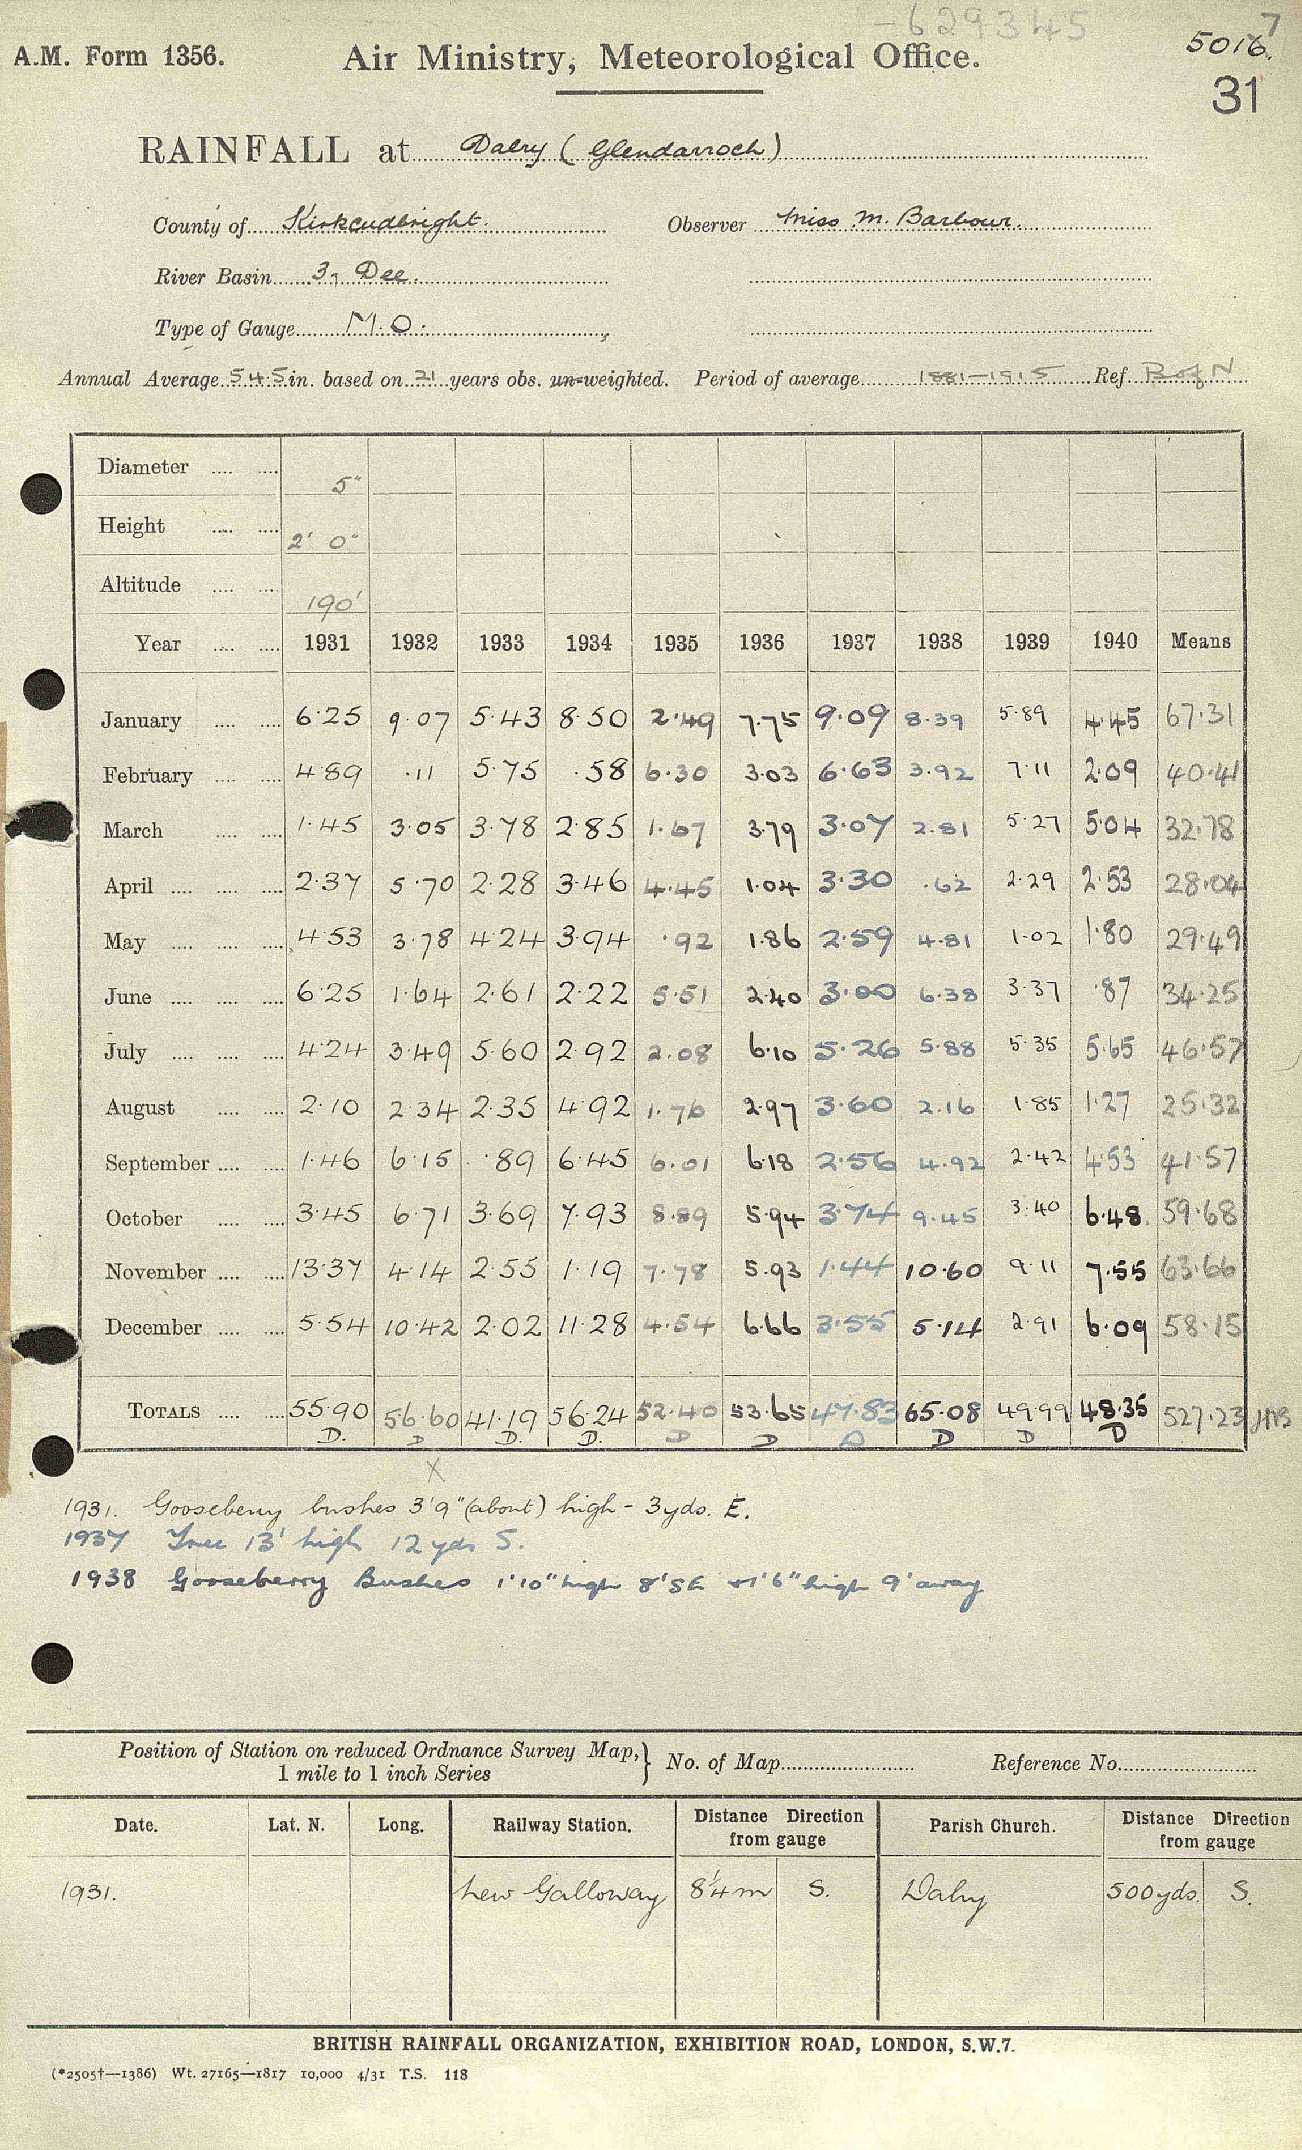 -629345 7
A.M. Form 1356. Air Ministry, Meteorological Office. 5016.
31
RAINFALL at Dalry (Glendarroch)
County of Kirkcudbright. Observer Miss M. Barbour.
River Basin 3, Dee.
Type of Gauge M.O.
Annual Average 54.5 in. based on 21 years obs. un-weighted. Period of average 1881-1915 Ref. B of N
Diameter .... .... 5"
Height .... .... 2' 0"
Altitude .... .... 190'
Year .... .... 1931 1932 1933 1934 1935 1936 1937 1938 1939 1940 Means
January .... .... 6.25 9.07 5.43 8.50 2.49 7.75 9.09 8.39 5.89 4.45 67.31
February .... .... 4.89 .11 5.75 .58 6.30 3.03 6.63 3.92 7.11 2.09 40.41
March .... .... 1.45 3.05 3.78 2.85 1.67 3.79 3.07 2.81 5.27 5.04 32.78
April .... .... .... 2.37 5.70 2.28 3.46 4.45 1.04 3.30 .62 2.29 2.53 28.04
May .... .... .... 4.53 3.78 4.24 3.94 .92 1.86 2.59 4.81 1.02 1.80 29.49
June .... .... .... 6.25 1.64 2.61 2.22 5.51 2.40 3.00 6.38 3.37 .87 34.25
July .... .... .... 4.24 3.49 5.60 2.92 2.08 6.10 5.26 5.88 5.35 5.65 46.57
August .... .... 2.10 2.34 2.35 4.92 1.76 2.97 3.60 2.16 1.85 1.27 25.32
September .... .... 1.46 6.15 .89 6.45 6.01 6.18 2.56 4.92 2.42 4.53 41.57
October .... .... 3.45 6.71 3.69 7.93 8.89 5.94 3.74 9.45 3.40 6.48 59.68
November .... .... 13.37 4.14 2.55 1.19 7.78 5.93 1.44 10.60 9.11 7.55 63.66
December .... .... 5.54 10.42 2.02 11.28 4.54 6.66 3.55 5.14 2.91 6.09 58.15
TOTALS .... .... 55.90 56.60 41.19 56.24 52.40 53.65 47.83 65.08 49.99 48.35 527.23
D. D D. D. D D D D D D
X
1931. Gooseberry bushes 3'9" (about) high - 3yds. E.
1937 Tree 13' high 12 yds S.
1938 Gooseberry Bushes 1'10" high 8' SE +1'6" high 9' away
Position of Station on reduced Ordnance Survey Map, 1 mile to 1 inch Series } No. of Map Reference No.
Date. Lat. N. Long. Railway Station. Distance Direction from gauge Parish Church. Distance Direction from gauge
1931. New Galloway 8¼m S. Dalry 500yds. S.
BRITISH RAINFALL ORGANIZATION, EXHIBITION ROAD, LONDON, S.W.7.
(*2505†—1386) Wt. 27165—1817 10,000 4/31 T.S. 118